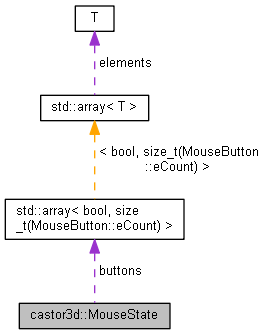 T
elements
std::array< T >
< bool, size_t(MouseButton
::eCount) >
std::array< bool, size
_t(MouseButton::eCount) >
buttons
castor3d::MouseState